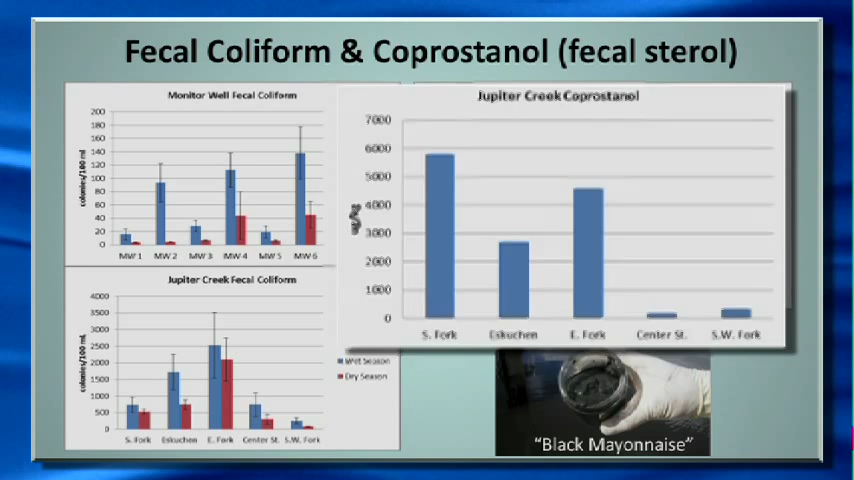 Fecal Coliform & Coprostanol (fecal sterol)
Monitor Well Fecal Coliform
colonies/100 ml
200
180
160
140
120
100
80
60
40
20
0
MW 1 MW 2 MW 3 MW 4 MW 5 MW 6
Jupiter Creek Coprostanol
7000
6000
5000
4000
3000
2000
1000
0
S. Fork Eskuchen E. Fork Center St. S.W. Fork
Jupiter Creek Fecal Coliform
colonies/100 mL
4000
3500
3000
2500
2000
1500
1000
500
0
S. Fork Eskuchen E. Fork Center St. S.W. Fork
Wet Season
Dry Season
“Black Mayonnaise”